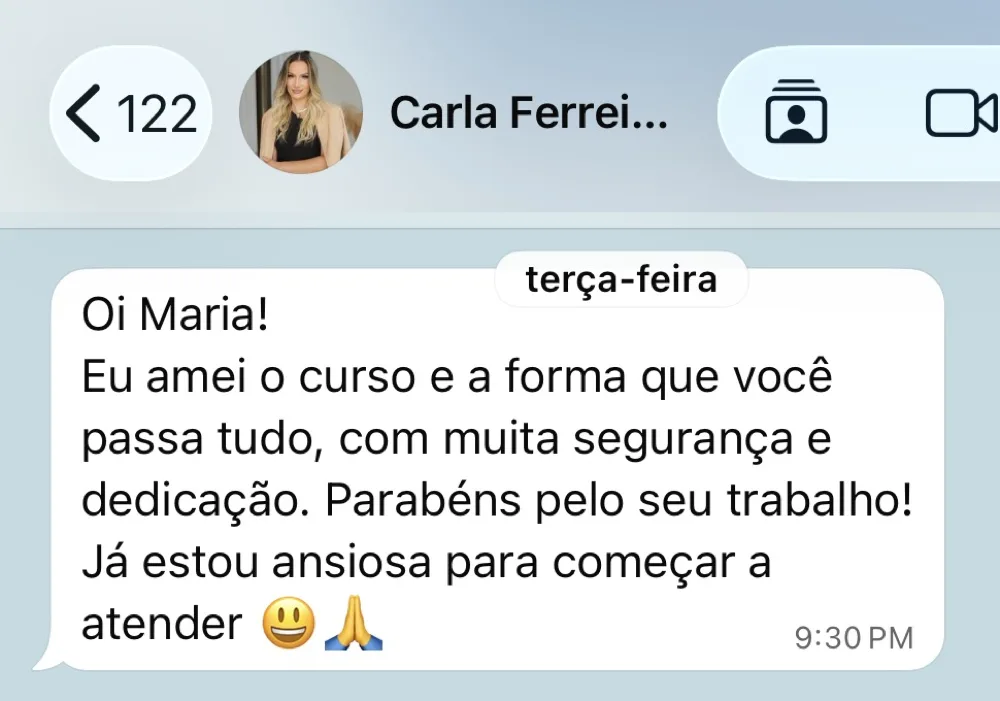 122
Carla Ferrei...
terça-feira
Oi Maria!
Eu amei o curso e a forma que você
passa tudo, com muita segurança e
dedicação. Parabéns pelo seu trabalho!
Já estou ansiosa para começar a
atender 😃🙏
9:30 PM